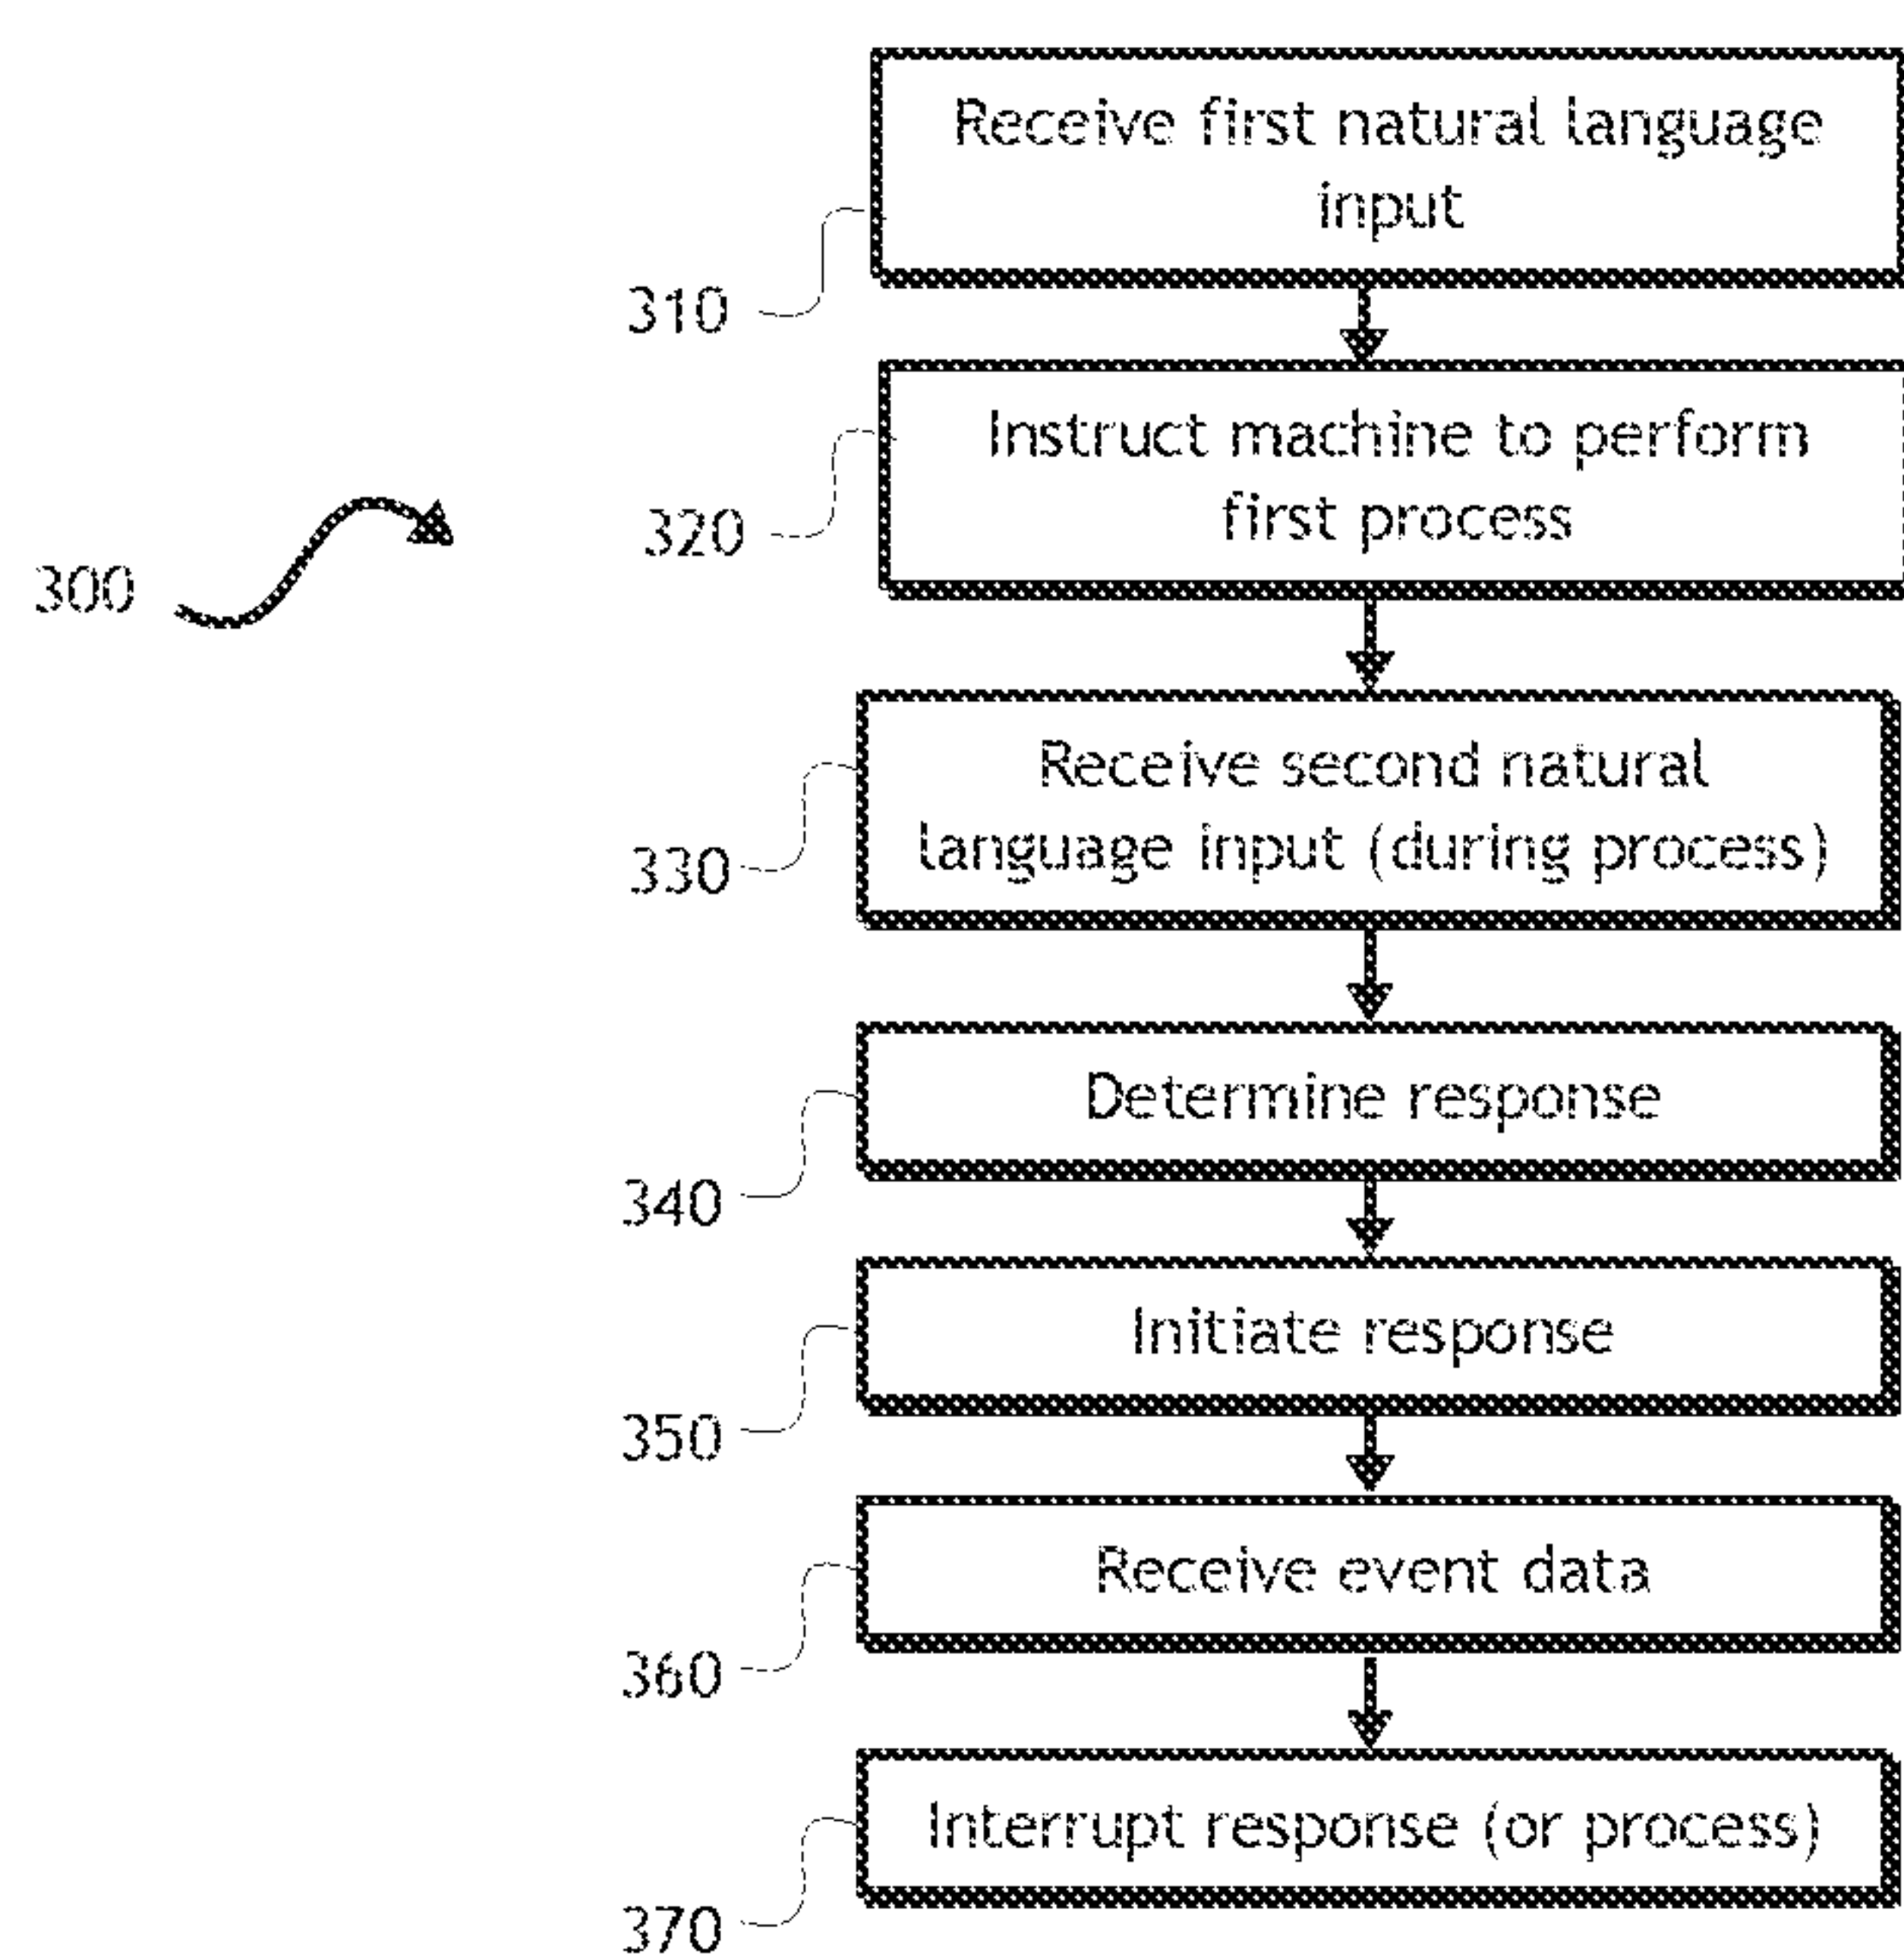 Receive first natural language
input
310
Instruct machine to perform
first process
320
300
Receive second natural
language input (during process)
330
Determine response
340
Initiate response
350
Receive event data
360
Interrupt response (or process)
370